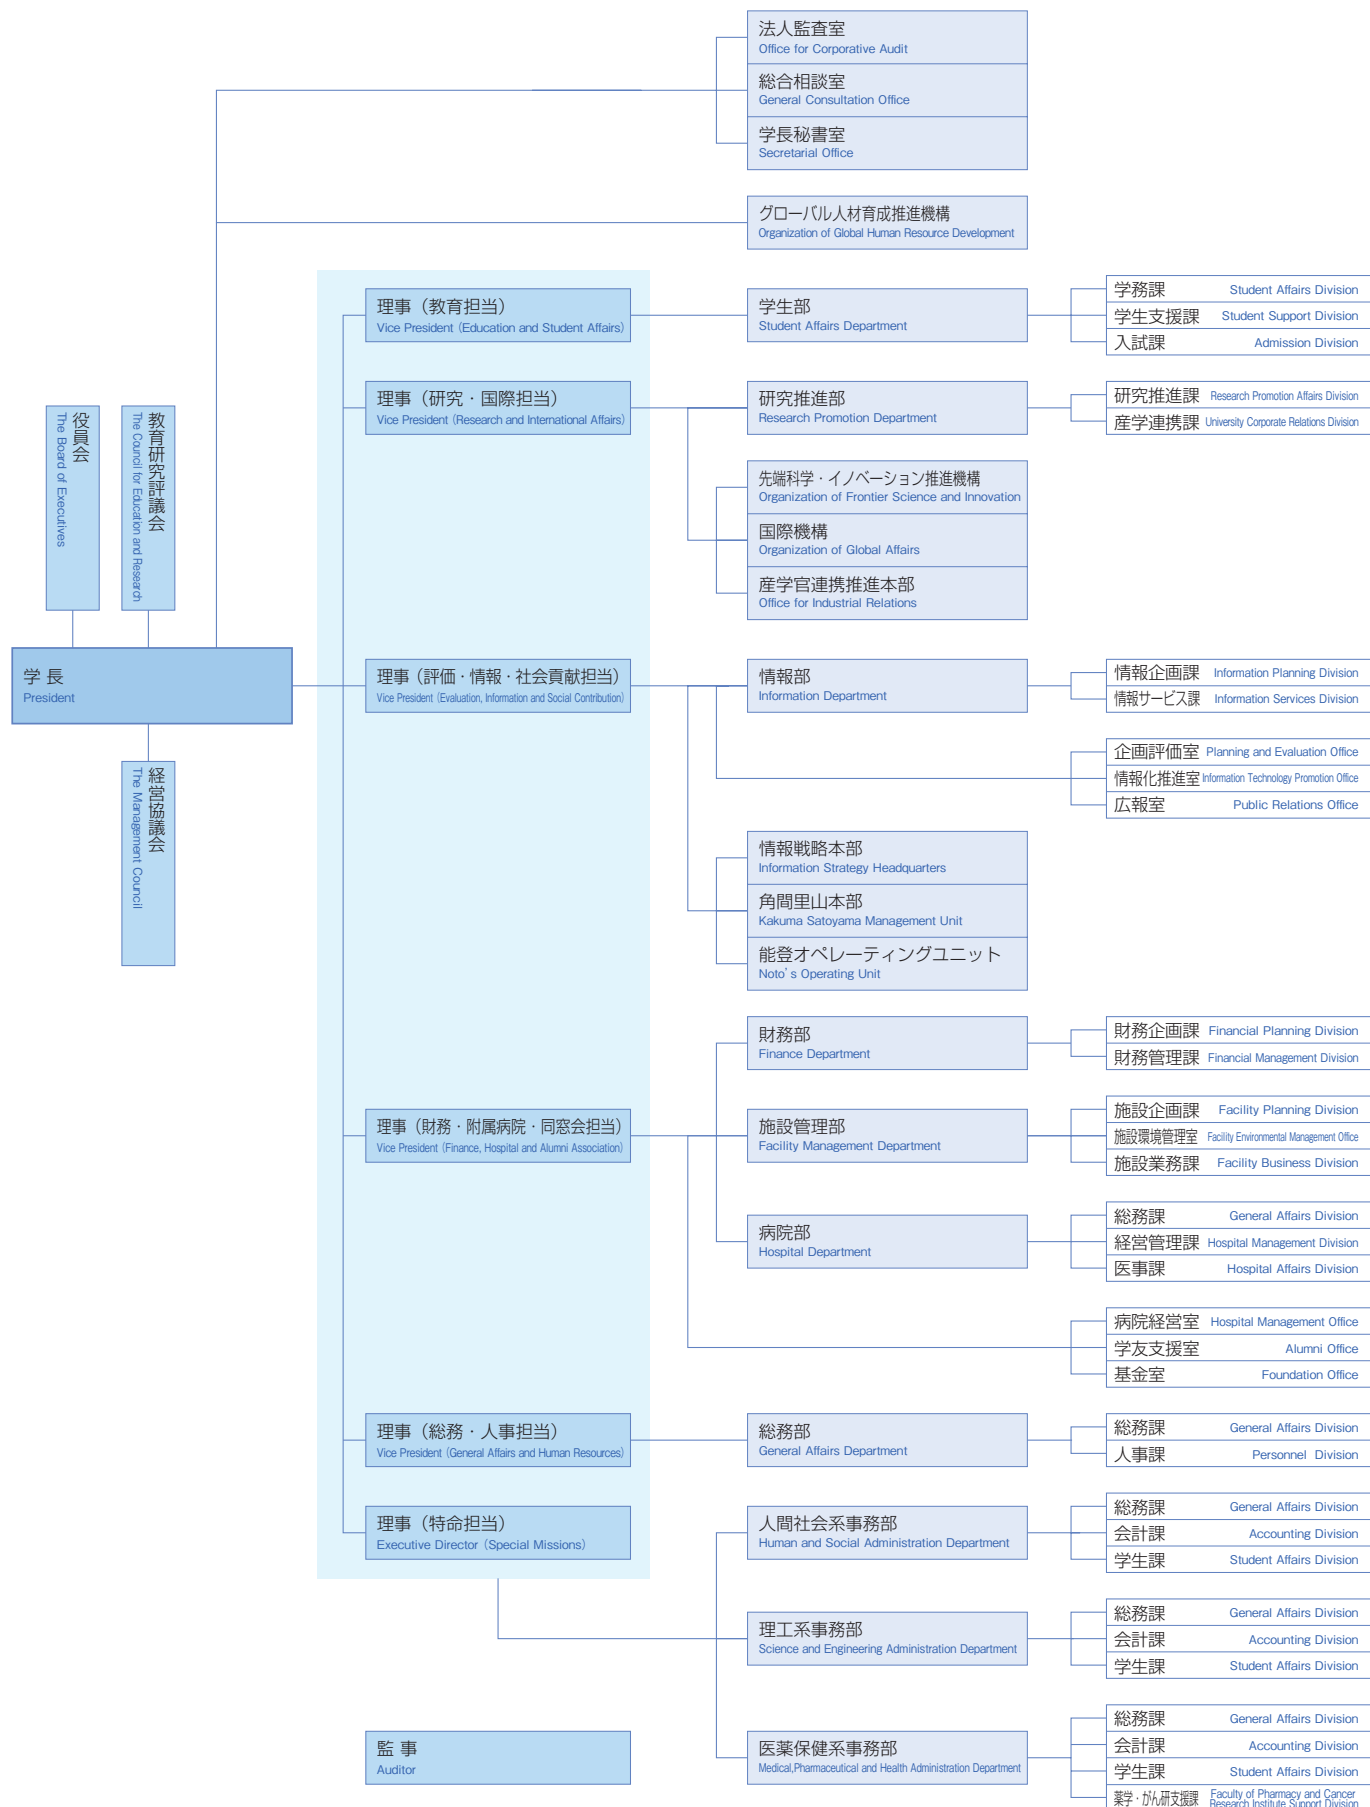 法人監査室
Office for Corporative Audit
総合相談室
General Consultation Office
学長秘書室
Secretarial Office
グローバル人材育成推進機構
Organization of Global Human Resource Development
役員会
The Board of Executives
教育研究評議会
The Council for Education and Research
学 長
President
経営協議会
The Management Council
理事（教育担当）
Vice President (Education and Student Affairs)
学生部
Student Affairs Department
学務課 Student Affairs Division
学生支援課 Student Support Division
入試課 Admission Division
理事（研究・国際担当）
Vice President (Research and International Affairs)
研究推進部
Research Promotion Department
研究推進課 Research Promotion Affairs Division
産学連携課 University Corporate Relations Division
先端科学・イノベーション推進機構
Organization of Frontier Science and Innovation
国際機構
Organization of Global Affairs
産学官連携推進本部
Office for Industrial Relations
理事（評価・情報・社会貢献担当）
Vice President (Evaluation, Information and Social Contribution)
情報部
Information Department
情報企画課 Information Planning Division
情報サービス課 Information Services Division
企画評価室 Planning and Evaluation Office
情報化推進室 Information Technology Promotion Office
広報室 Public Relations Office
情報戦略本部
Information Strategy Headquarters
角間里山本部
Kakuma Satoyama Management Unit
能登オペレーティングユニット
Noto's Operating Unit
財務部
Finance Department
財務企画課 Financial Planning Division
財務管理課 Financial Management Division
理事（財務・附属病院・同窓会担当）
Vice President (Finance, Hospital and Alumni Association)
施設管理部
Facility Management Department
施設企画課 Facility Planning Division
施設環境管理室 Facility Environmental Management Office
施設業務課 Facility Business Division
病院部
Hospital Department
総務課 General Affairs Division
経営管理課 Hospital Management Division
医事課 Hospital Affairs Division
病院経営室 Hospital Management Office
学友支援室 Alumni Office
基金室 Foundation Office
理事（総務・人事担当）
Vice President (General Affairs and Human Resources)
総務部
General Affairs Department
総務課 General Affairs Division
人事課 Personnel Division
理事（特命担当）
Executive Director (Special Missions)
人間社会系事務部
Human and Social Administration Department
総務課 General Affairs Division
会計課 Accounting Division
学生課 Student Affairs Division
理工系事務部
Science and Engineering Administration Department
総務課 General Affairs Division
会計課 Accounting Division
学生課 Student Affairs Division
監 事
Auditor
医薬保健系事務部
Medical,Pharmaceutical and Health Administration Department
総務課 General Affairs Division
会計課 Accounting Division
学生課 Student Affairs Division
薬学・がん研支援課 Faculty of Pharmacy and Cancer
Research Institute Support Division